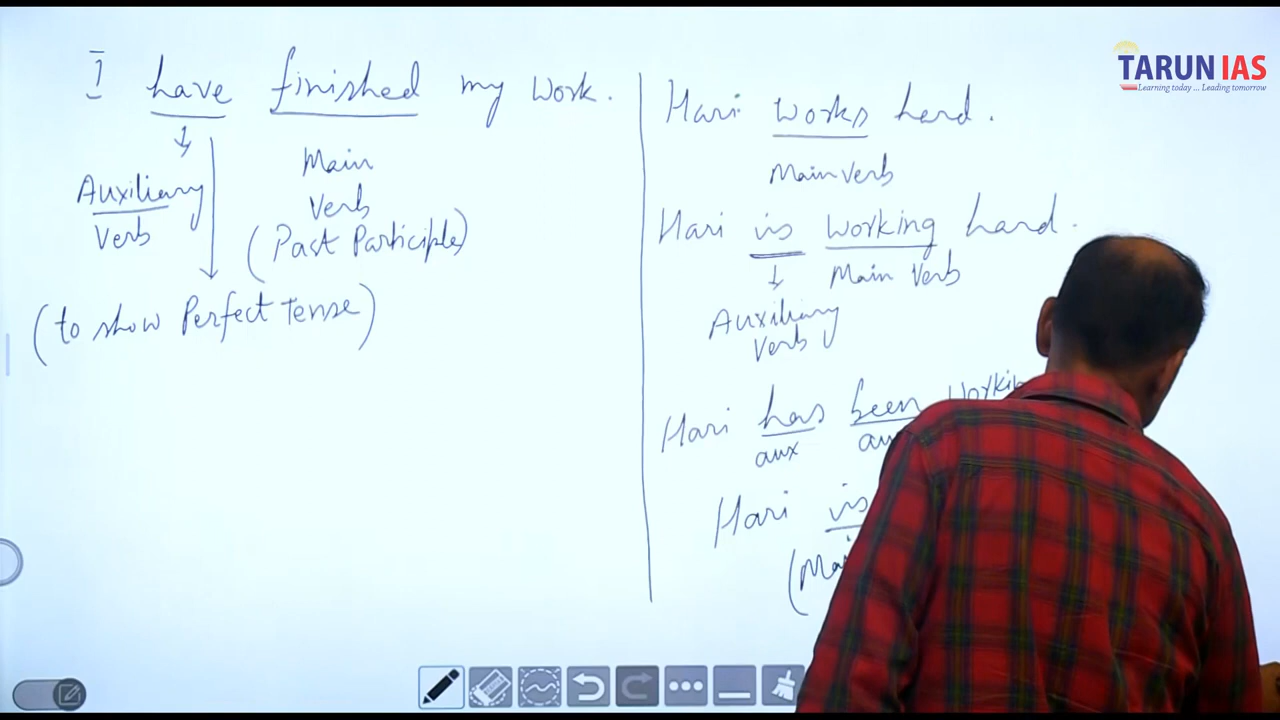 I have finished my work.
Auxiliary
Verb
Main
Verb
(Past Participle)
(to show Perfect Tense)
Hari works hard.
Main Verb
Hari is working hard.
Main Verb
Auxiliary
Verb
Hari has been
aux
Hari is
TARUN IAS
Learning today ... Leading tomorrow